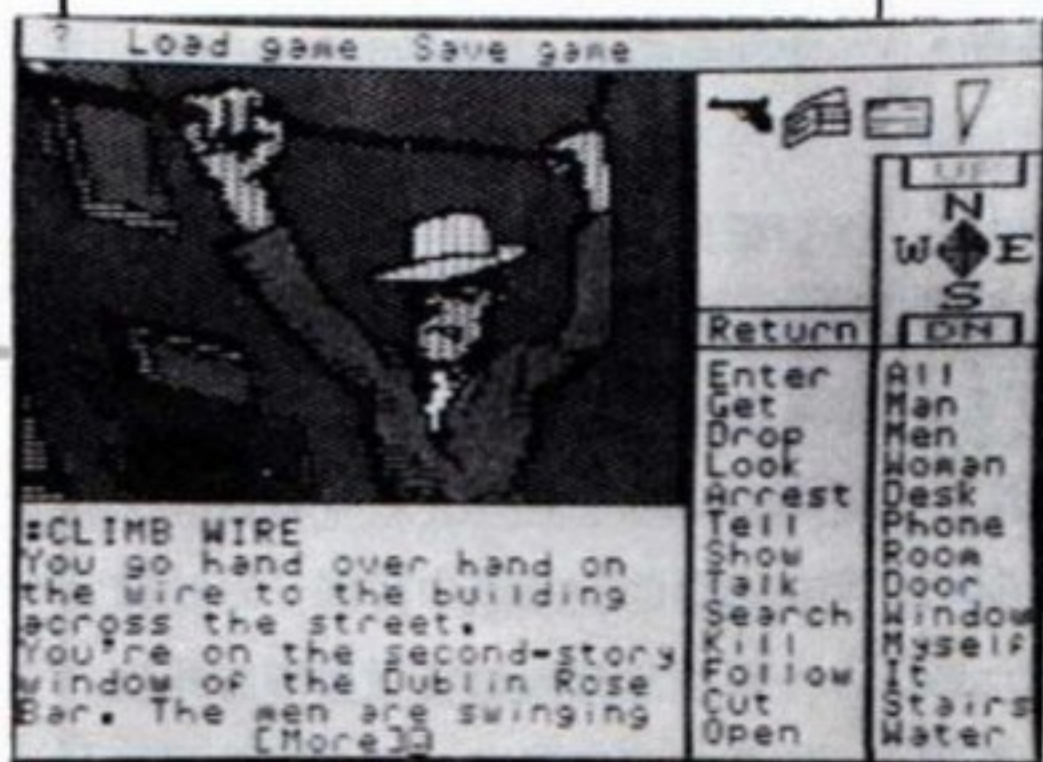 ? Load game Save game
UP
N
W E
S
Return DN
Enter All
Get Man
Drop Men
Look Woman
Arrest Desk
Tell Phone
Show Room
Talk Door
Search Window
Kill Myself
Follow It
Cut Stairs
Open Water
:CLIMB WIRE
You go hand over hand on
the wire to the building
across the street.
You're on the second-story
window of the Dublin Rose
Bar. The men are swinging
[More]